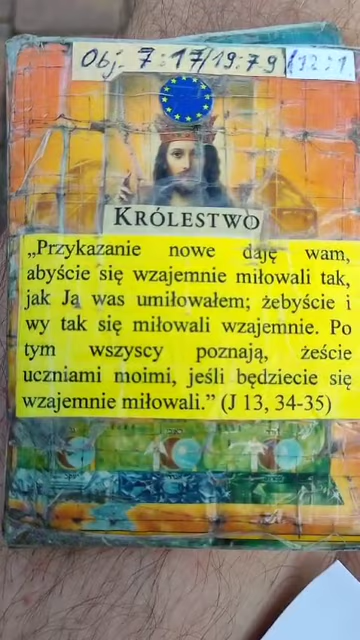 Obj. 7:17/19:79 (12:1)
KRÓLESTWO
„Przykazanie nowe daję wam,
abyście się wzajemnie miłowali tak,
jak Ja was umiłowałem; żebyście i
wy tak się miłowali wzajemnie. Po
tym wszyscy poznają, żeście
uczniami moimi, jeśli będziecie się
wzajemnie miłowali.” (J 13, 34-35)